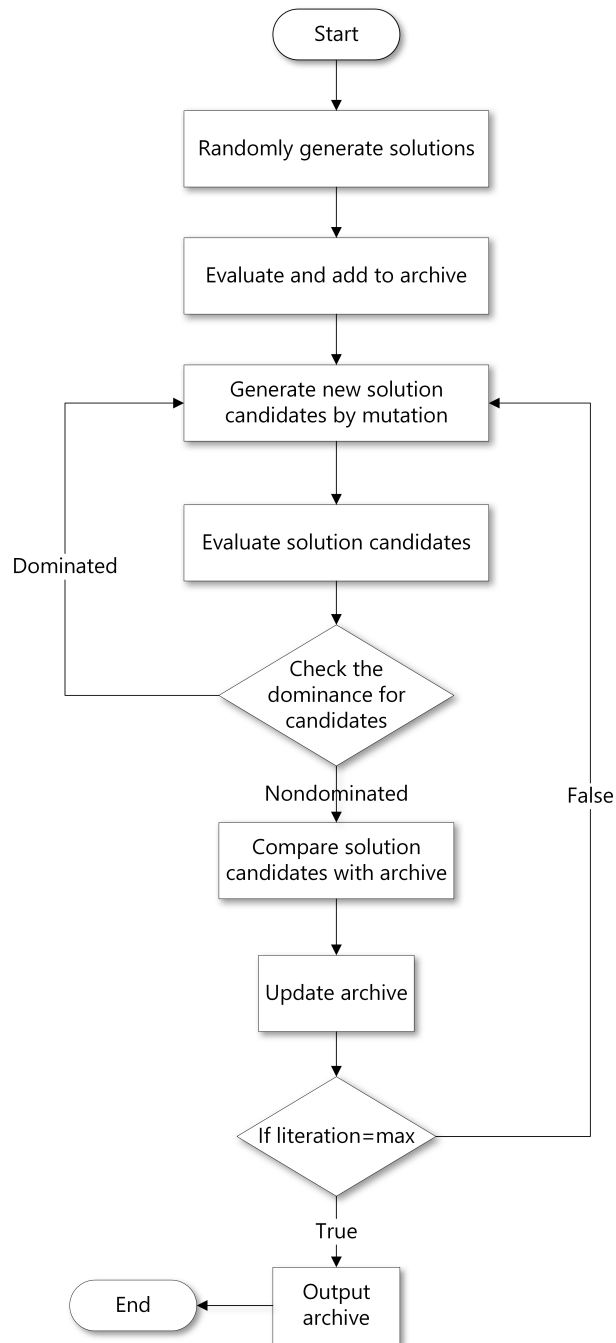 Start
Randomly generate solutions
Evaluate and add to archive
Generate new solution
candidates by mutation
Evaluate solution candidates
Dominated
Check the
dominance for
candidates
Nondominated
False
Compare solution
candidates with archive
Update archive
If literation=max
True
End
Output
archive